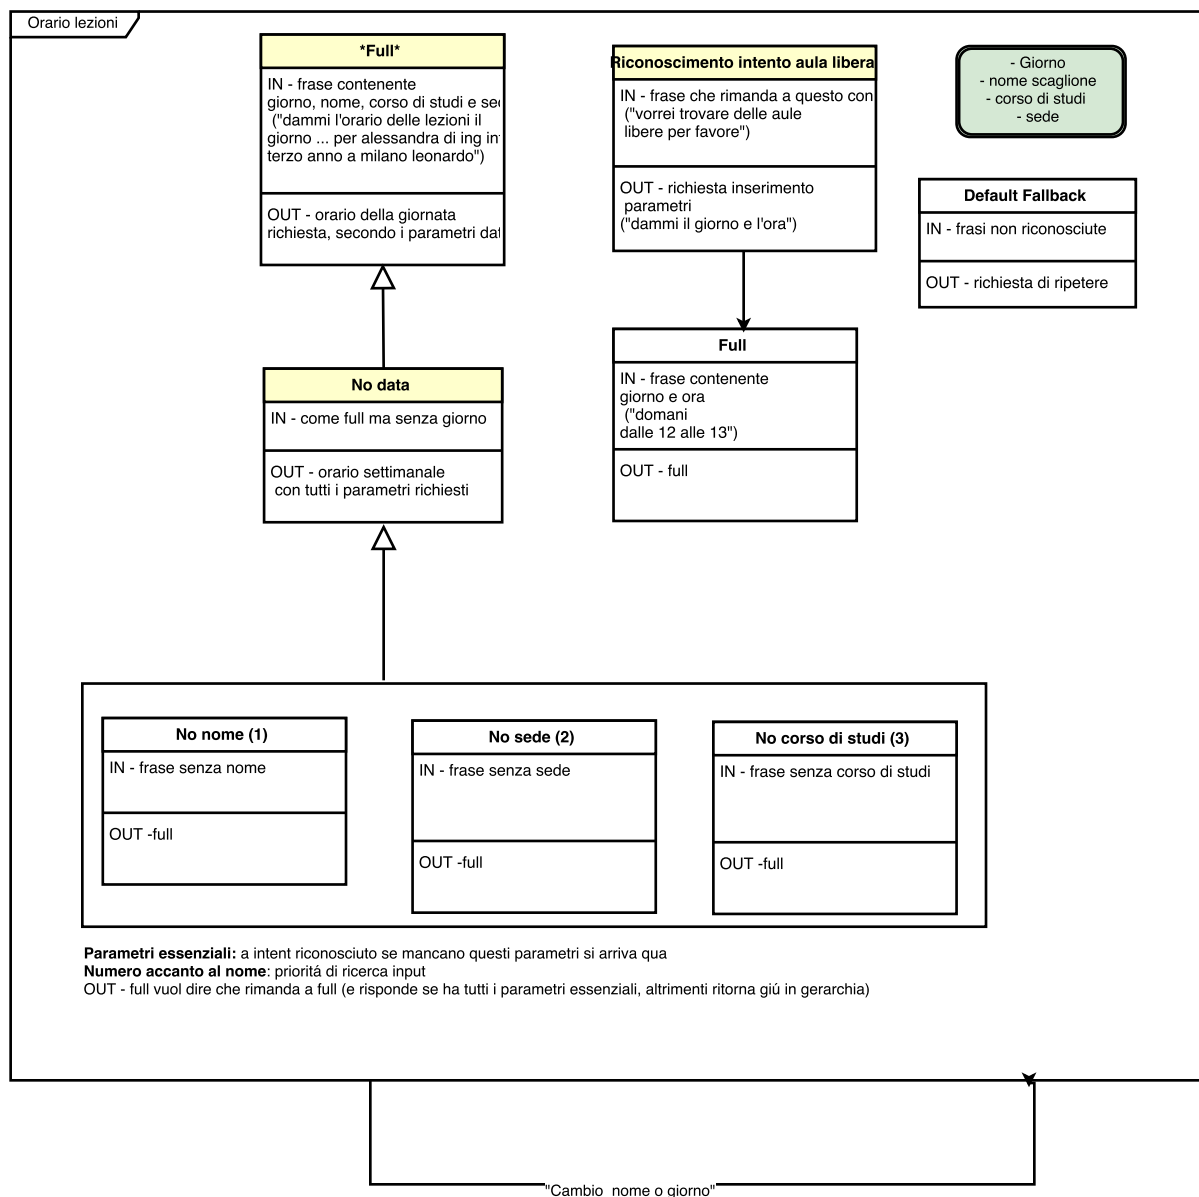 Orario lezioni
*Full*
IN - frase contenente
giorno, nome, corso di studi e
("dammi l'orario delle lezioni il
giorno ... per alessandra di ing
terzo anno a milano leonardo")
OUT - orario della giornata
richiesta, secondo i parametri
No data
IN - come full ma senza giorno
OUT - orario settimanale
con tutti i parametri richiesti
Riconoscimento intento aula libera
IN - frase che rimanda a questo
("vorrei trovare delle aule
libere per favore")
OUT - richiesta inserimento
parametri
("dammi il giorno e l'ora")
Full
IN - frase contenente
giorno e ora
("domani
dalle 12 alle 13")
OUT - full
- Giorno
- nome scaglione
- corso di studi
- sede
Default Fallback
IN - frasi non riconosciute
OUT - richiesta di ripetere
No nome (1)
IN - frase senza nome
OUT -full
No sede (2)
IN - frase senza sede
OUT -full
No corso di studi (3)
IN - frase senza corso di studi
OUT -full
Parametri essenziali: a intent riconosciuto se mancano questi parametri si arriva qua
Numero accanto al nome: prioritá di ricerca input
OUT - full vuol dire che rimanda a full (e risponde se ha tutti i parametri essenziali, altrimenti ritorna giú in gerarchia)
"Cambio nome o giorno"